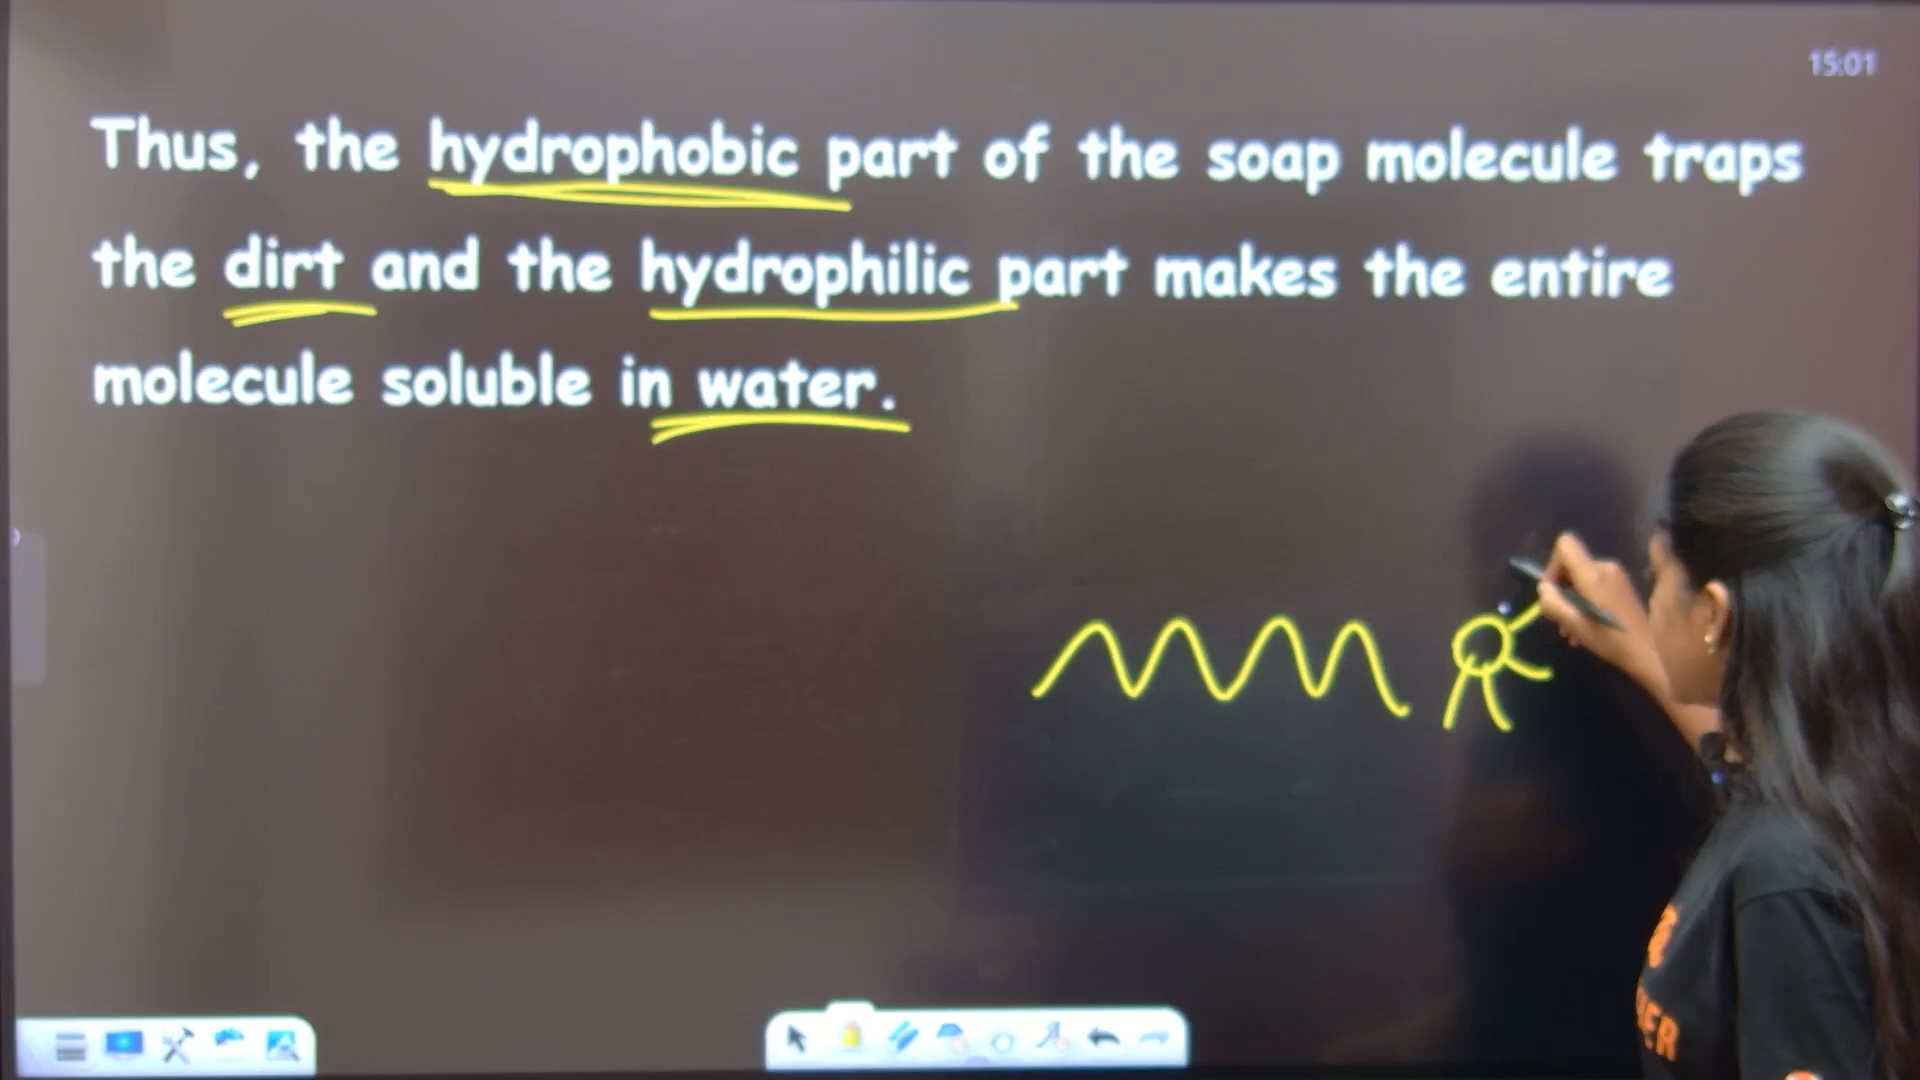 15:01
Thus, the hydrophobic part of the soap molecule traps
the dirt and the hydrophilic part makes the entire
molecule soluble in water.